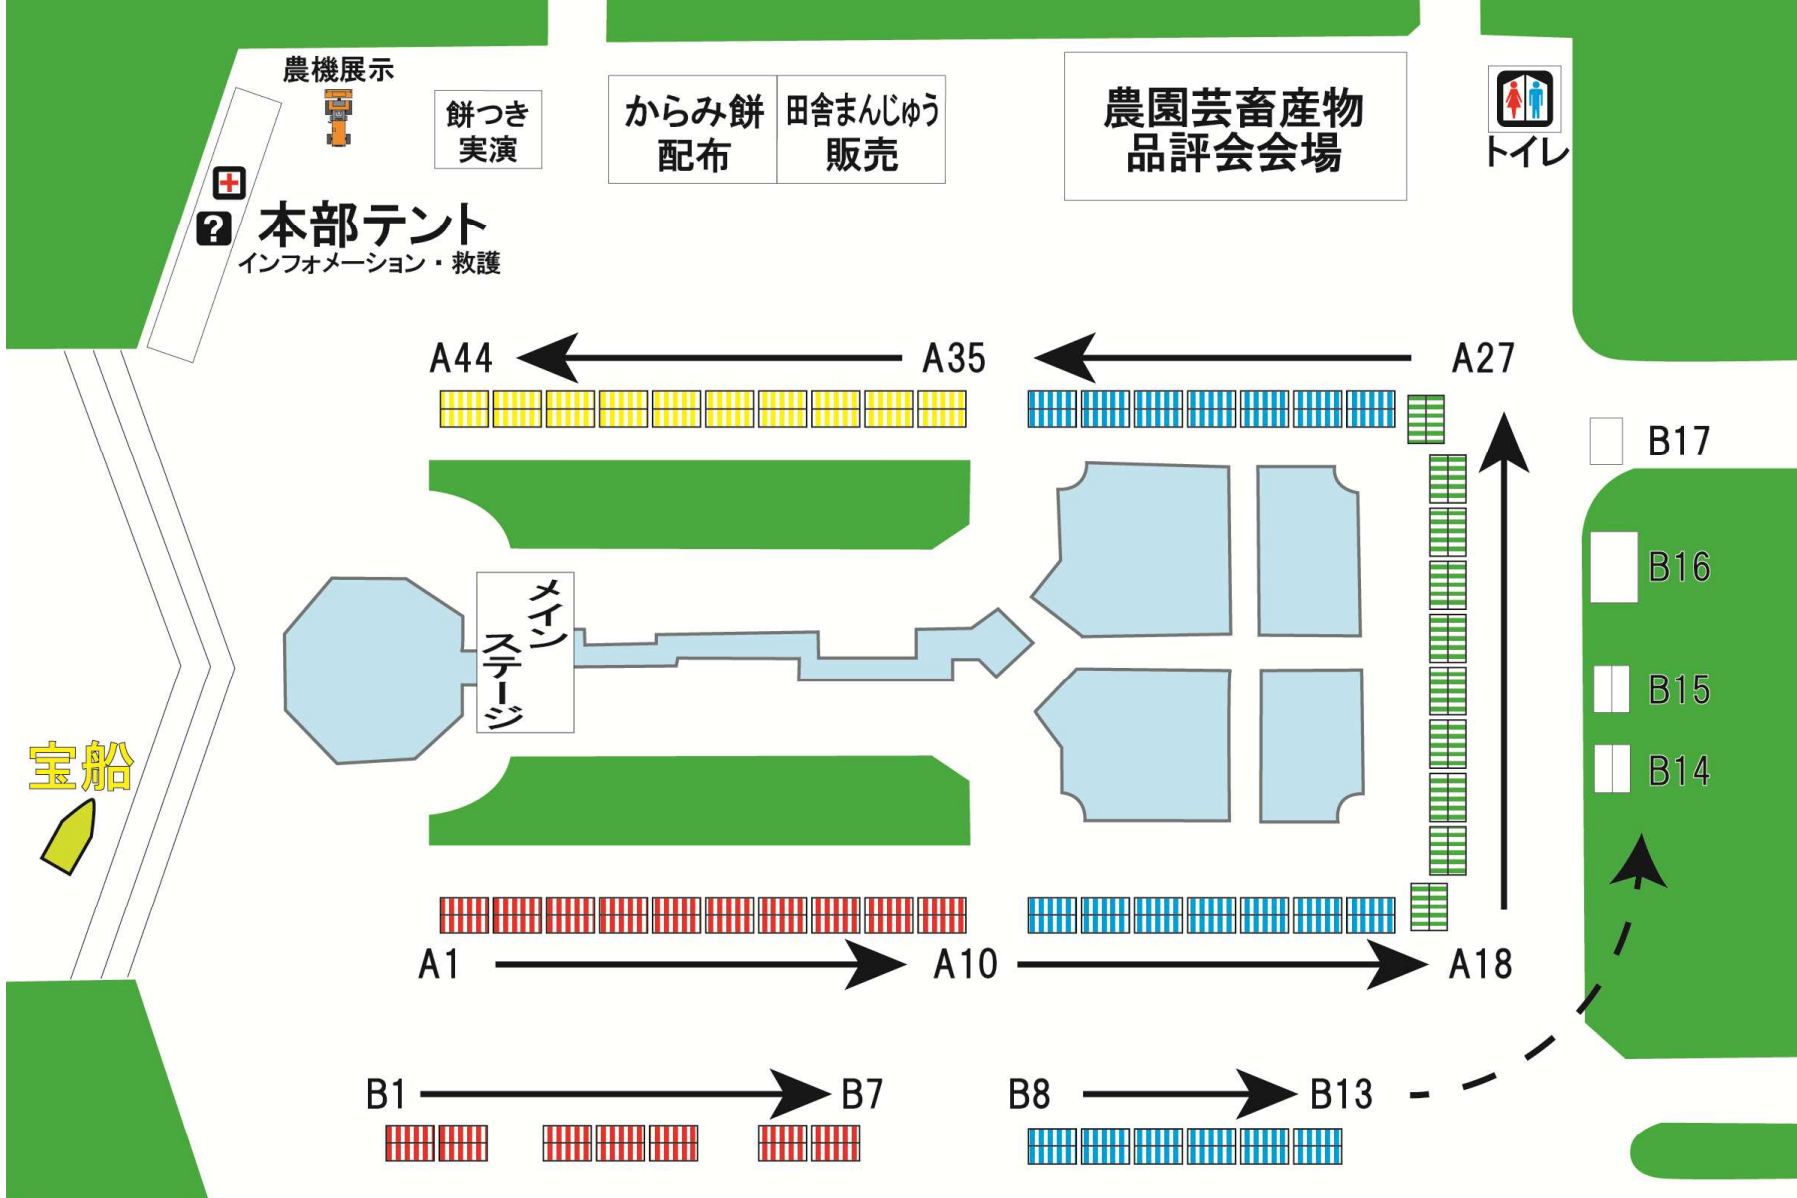 農機展示
餅つき
実演
からみ餅
配布
田舎まんじゅう
販売
農園芸畜産物
品評会会場
トイレ
?
本部テント
インフォメーション・救護
A44
A35
A27
B17
B16
B15
B14
メイン
ステージ
宝船
A1
A10
A18
B1
B7
B8
B13